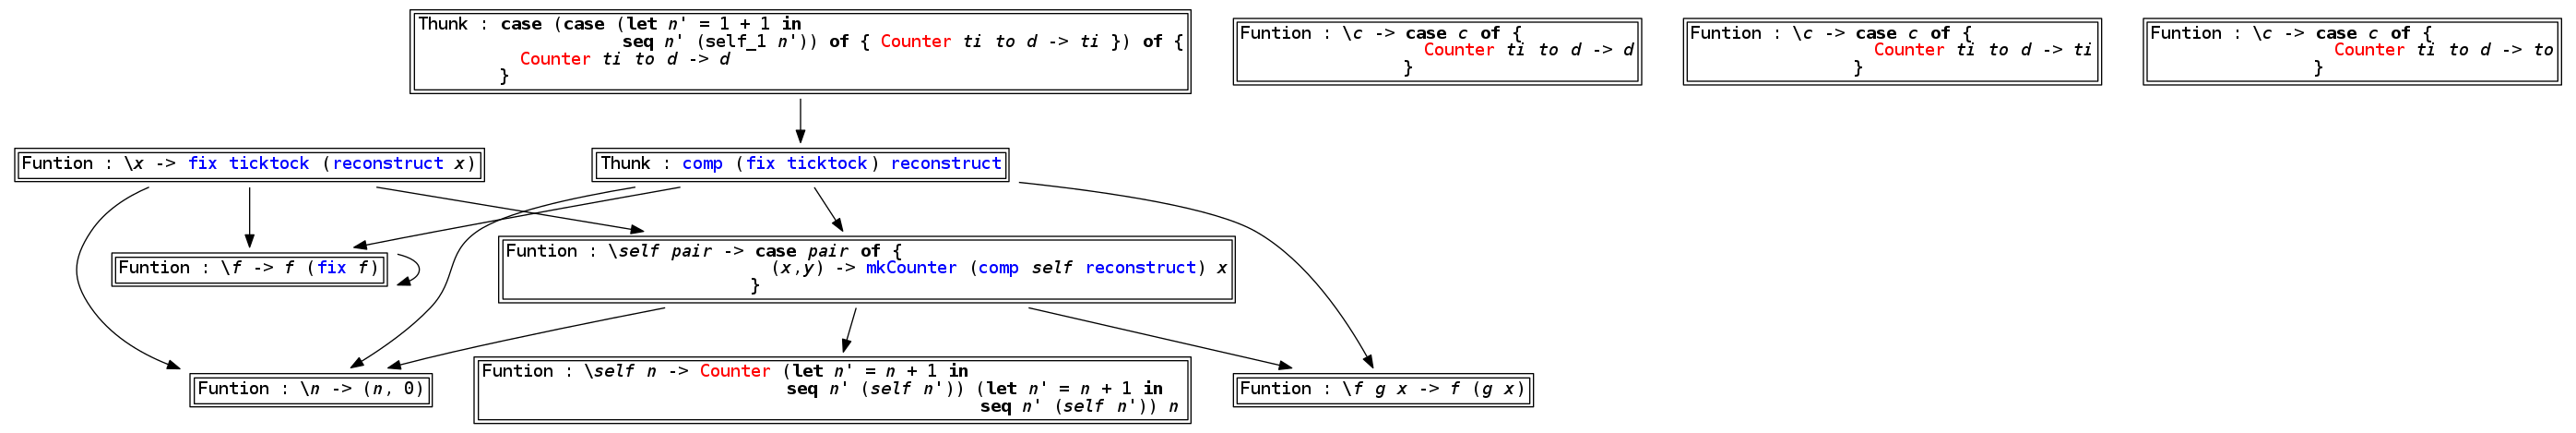 Thunk : case (case (let n' = 1 + 1 in
seq n' (self_1 n')) of { Counter ti to d -> ti }) of {
Counter ti to d -> d
}
Funtion : \c -> case c of {
Counter ti to d -> d
}
Funtion : \c -> case c of {
Counter ti to d -> ti
}
Funtion : \c -> case c of {
Counter ti to d -> to
}
Funtion : \x -> fix ticktock (reconstruct x)
Thunk : comp (fix ticktock) reconstruct
Funtion : \f -> f (fix f)
Funtion : \self pair -> case pair of {
(x,y) -> mkCounter (comp self reconstruct) x
}
Funtion : \n -> (n, 0)
Funtion : \self n -> Counter (let n' = n + 1 in
seq n' (self n')) (let n' = n + 1 in
seq n' (self n')) n
Funtion : \f g x -> f (g x)